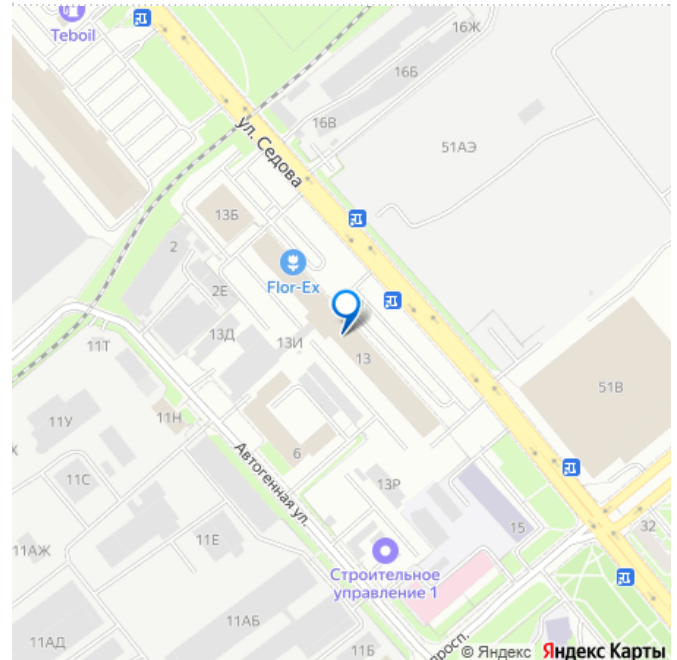 Teboil
16Ж
16Б
16В
51АЭ
ул. Седова
13Б
2
Flor-Ex
2Е
13Д
13И
13
11Т
51В
11У
11Н
6
11С
Автогенная ул.
13Р
15
32
11Е
11АЖ
Строительное
управление 1
11АБ
11АД
11Б
просп.
© Яндекс Яндекс Карты